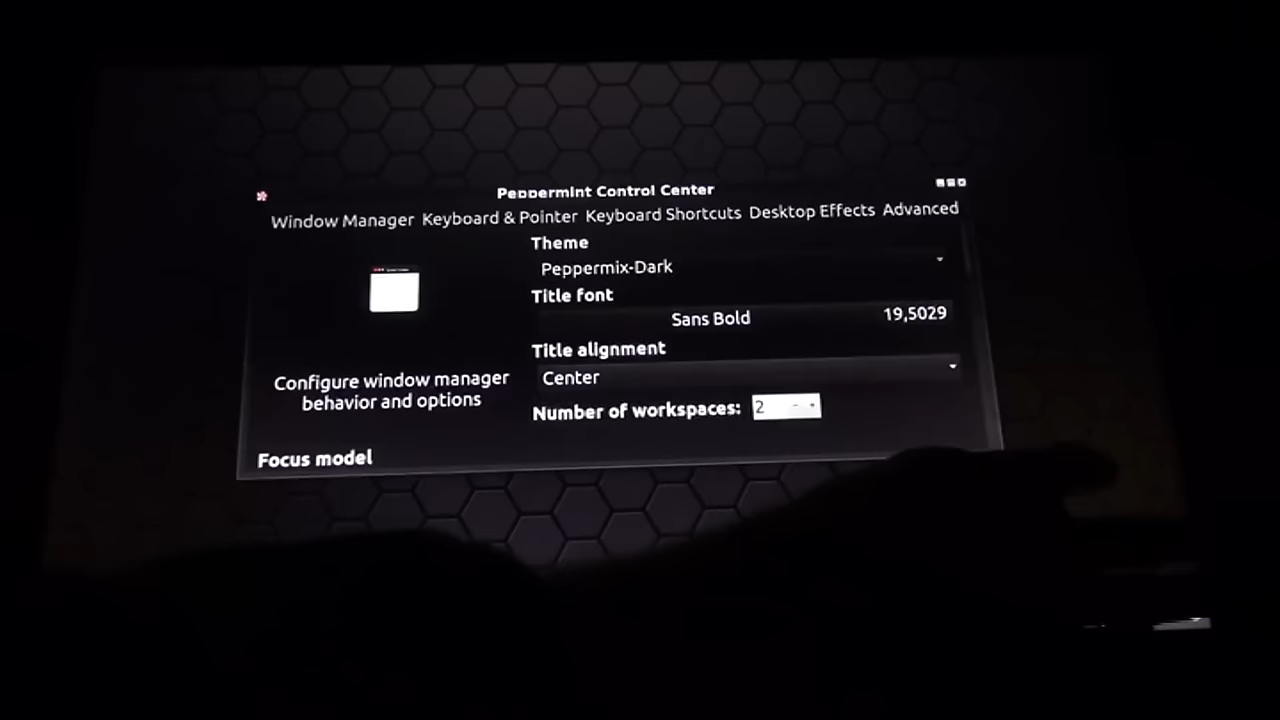 Peppermint Control Center
Window Manager Keyboard & Pointer Keyboard Shortcuts Desktop Effects Advanced
Theme
Peppermix-Dark
Title font
Sans Bold 19,5029
Title alignment
Center
Configure window manager
behavior and options
Number of workspaces: 2
Focus model